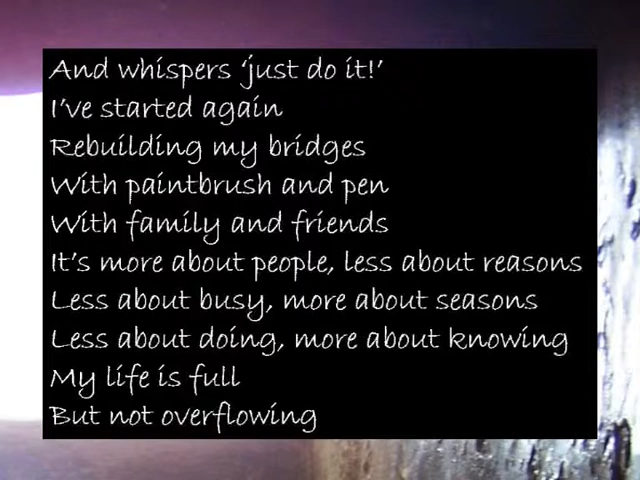 And whispers ‘just do it!’
I’ve started again
Rebuilding my bridges
With paintbrush and pen
With family and friends
It’s more about people, less about reasons
Less about busy, more about seasons
Less about doing, more about knowing
My life is full
But not overflowing